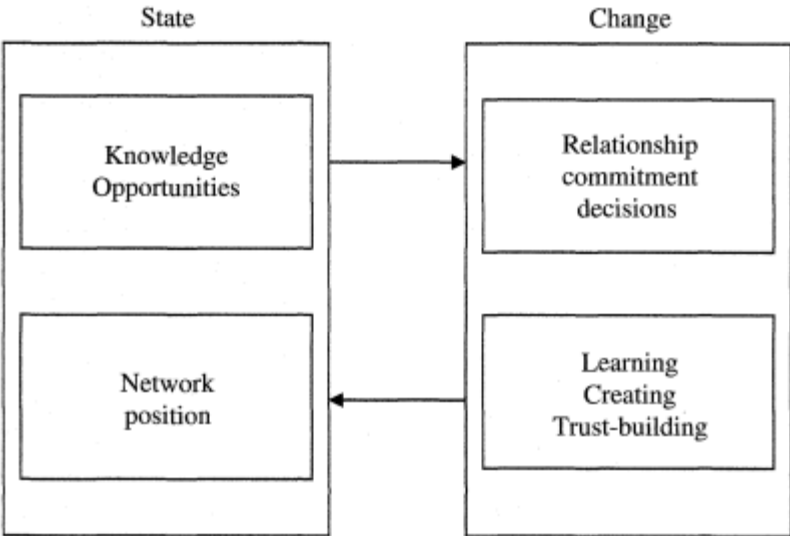 State
Change
Knowledge
Opportunities
Relationship
commitment
decisions
Network
position
Learning
Creating
Trust-building